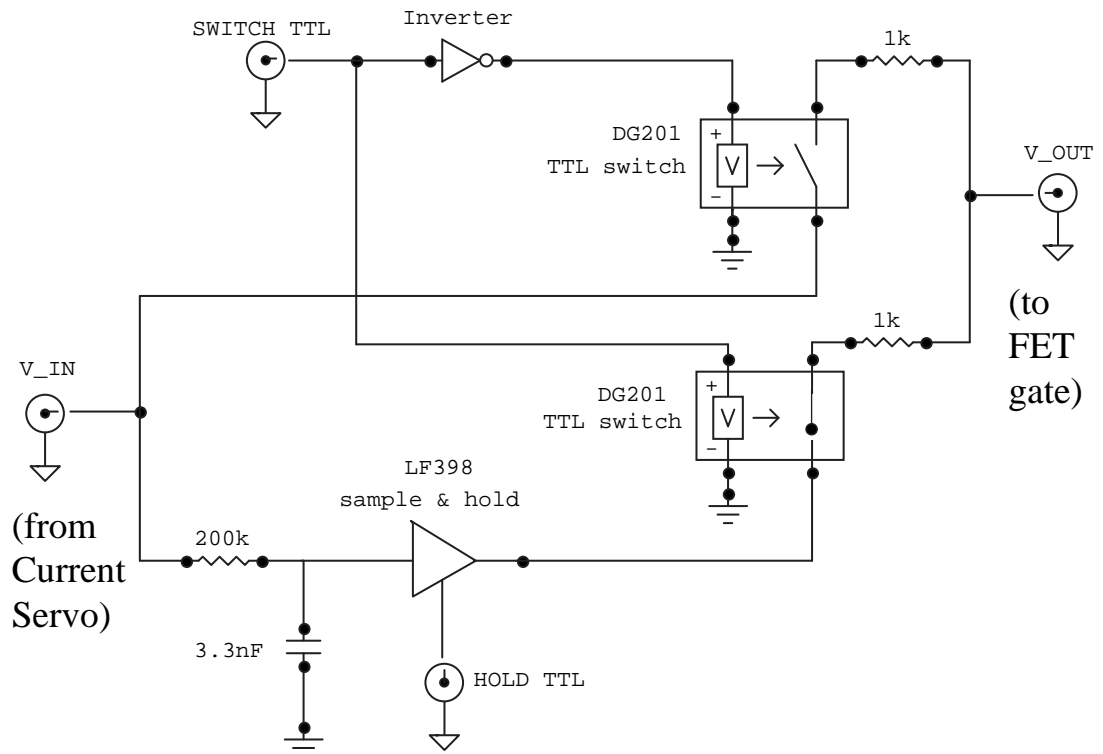 SWITCH TTL
Inverter
1k
DG201
TTL switch
+
V
−
V_OUT
(to
FET
gate)
1k
DG201
TTL switch
+
V
−
V_IN
(from
Current
Servo)
LF398
sample & hold
200k
3.3nF
HOLD TTL